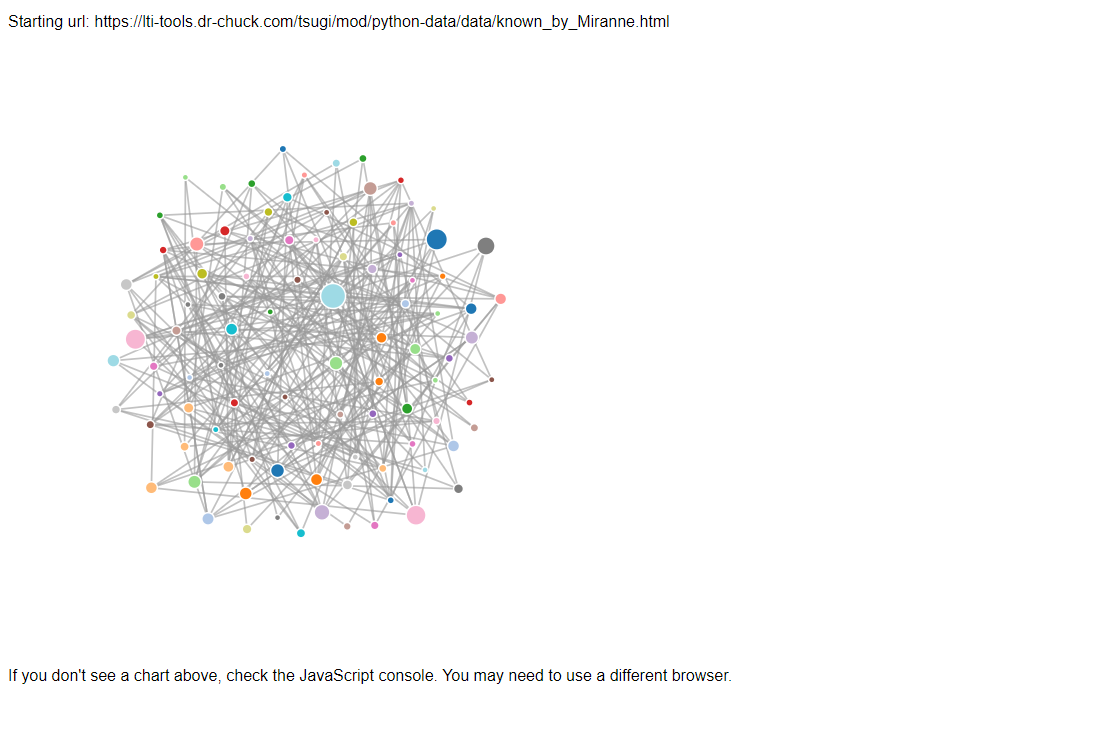 Starting url: https://lti-tools.dr-chuck.com/tsugi/mod/python-data/data/known_by_Miranne.html
If you don't see a chart above, check the JavaScript console. You may need to use a different browser.